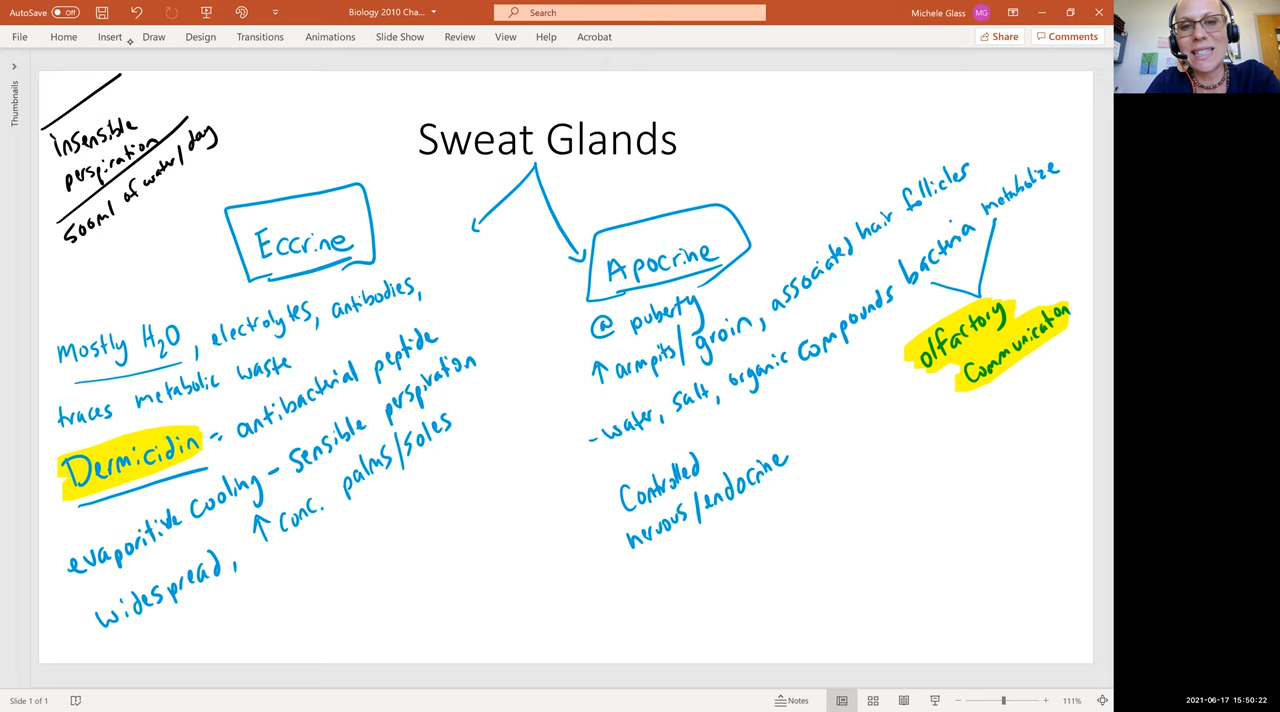 AutoSave Off
Biology 2010 Cha...
Search
Michele Glass MG
File Home Insert Draw Design Transitions Animations Slide Show Review View Help Acrobat
Share Comments
Thumbnails
Insensible
perspiration
500ml of water/day
Sweat Glands
Eccrine
Mostly H2O, electrolytes, antibodies,
traces metabolic waste
Dermicidin = antibacterial peptide
evaporitive cooling - sensible perspiration
widespread, ↑ conc. palms/soles
Apocrine
@ puberty
↑ armpits/groin, associated hair follicles
-water, salt, organic compounds bacteria metabolize
olfactory
communication
Controlled
nervous/endocrine
Slide 1 of 1
Notes
111%
2021-06-17 15:50:22